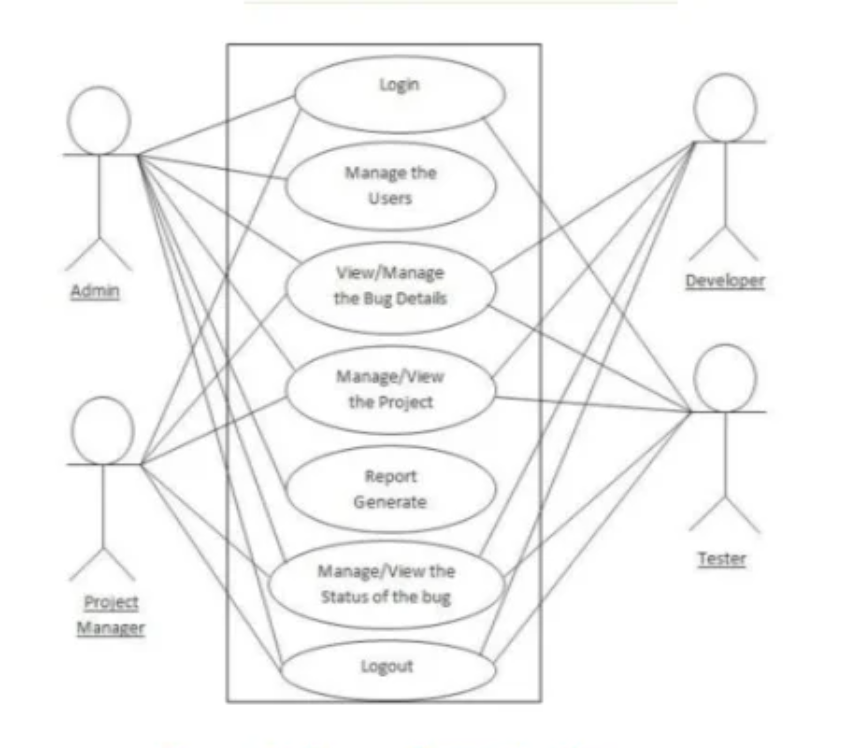 Login
Manage the
Users
View/Manage
the Bug Details
Manage/View
the Project
Report
Generate
Manage/View the
Status of the bug
Logout
Admin
Project
Manager
Developer
Tester